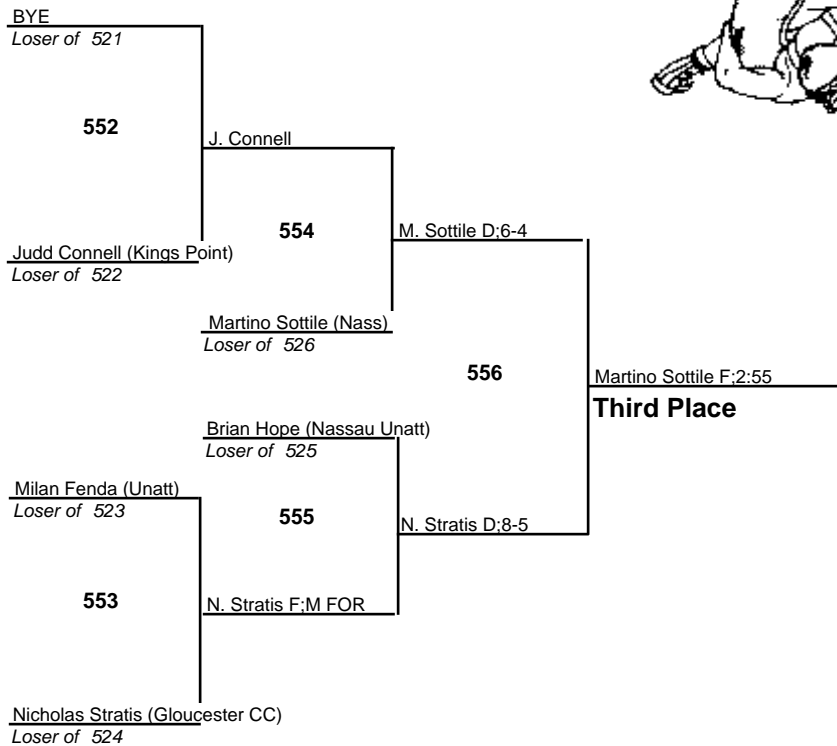 BYE
Loser of 521
552
J. Connell
554
M. Sottile D;6-4
Judd Connell (Kings Point)
Loser of 522
Martino Sottile (Nass)
Loser of 526
556
Martino Sottile F;2:55
Third Place
Brian Hope (Nassau Unatt)
Loser of 525
Milan Fenda (Unatt)
Loser of 523
555
N. Stratis D;8-5
553
N. Stratis F;M FOR
Nicholas Stratis (Gloucester CC)
Loser of 524